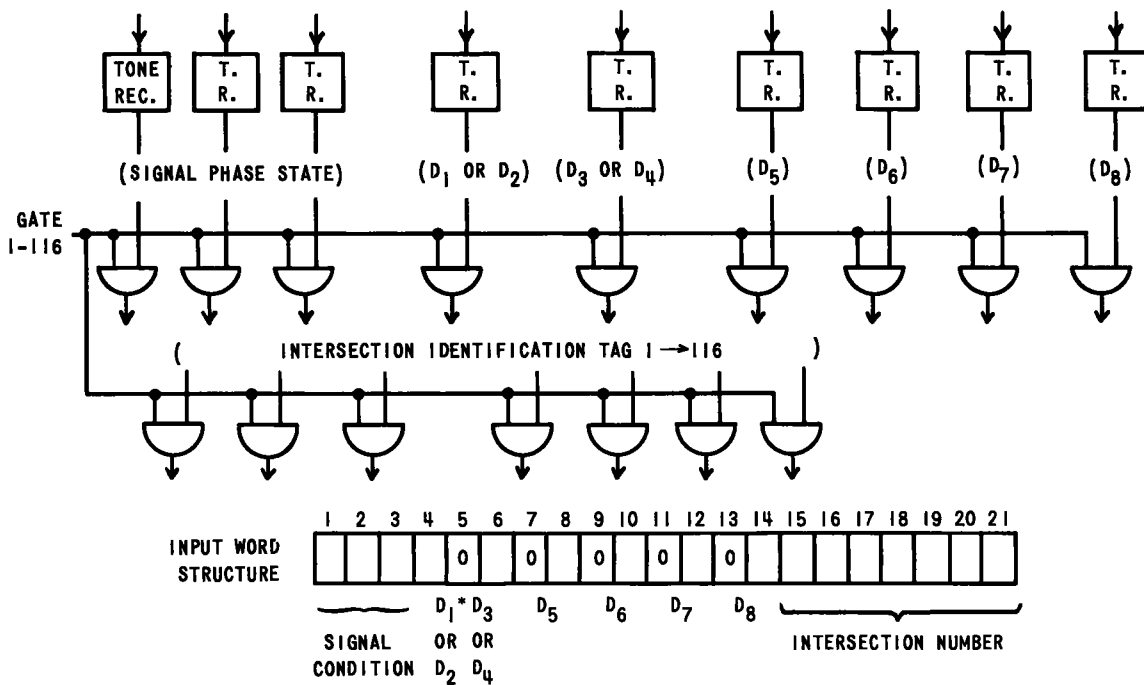 TONE T. T. T. T. T. T. T. T.
REC. R. R. R. R. R. R. R. R.
(SIGNAL PHASE STATE) (D1 OR D2) (D3 OR D4) (D5) (D6) (D7) (D8)
GATE
1-116
( INTERSECTION IDENTIFICATION TAG 1 → 116 )
1 2 3 4 5 6 7 8 9 10 11 12 13 14 15 16 17 18 19 20 21
INPUT WORD
STRUCTURE
0 0 0 0 0
D1* D3 D5 D6 D7 D8
SIGNAL OR OR INTERSECTION NUMBER
CONDITION D2 D4